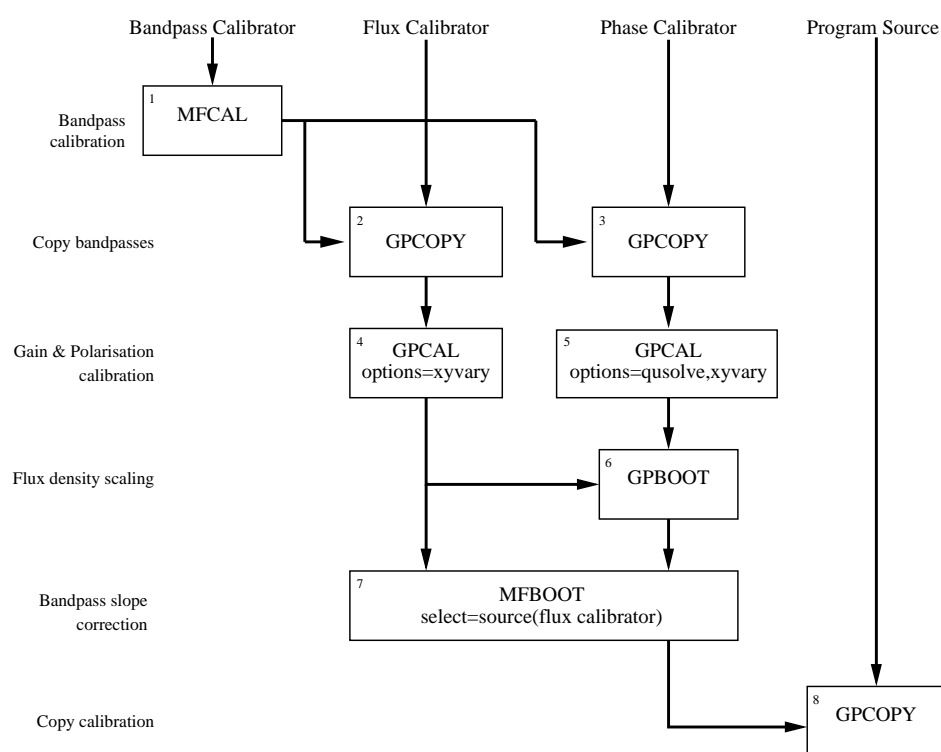 Bandpass Calibrator Flux Calibrator Phase Calibrator Program Source
1
MFCAL
Bandpass
calibration
2
GPCOPY
3
GPCOPY
Copy bandpasses
4
GPCAL
options=xyvary
5
GPCAL
options=qusolve,xyvary
Gain & Polarisation
calibration
6
GPBOOT
Flux density scaling
7
MFBOOT
select=source(flux calibrator)
Bandpass slope
correction
8
GPCOPY
Copy calibration